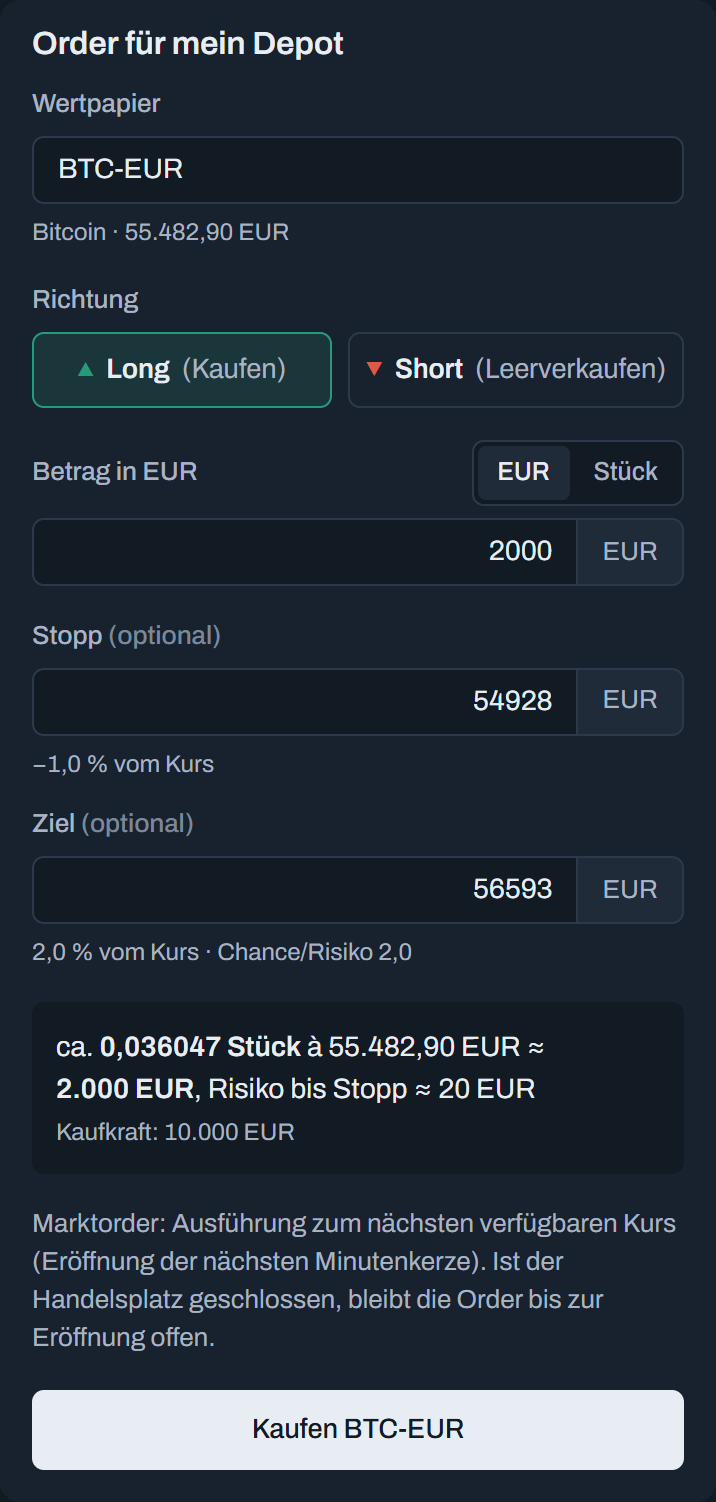 Order für mein Depot
Wertpapier
BTC-EUR
Bitcoin · 55.482,90 EUR
Richtung
▲ Long (Kaufen) ▼ Short (Leerverkaufen)
Betrag in EUR EUR Stück
2000 EUR
Stopp (optional)
54928 EUR
−1,0 % vom Kurs
Ziel (optional)
56593 EUR
2,0 % vom Kurs · Chance/Risiko 2,0
ca. 0,036047 Stück à 55.482,90 EUR ≈
2.000 EUR, Risiko bis Stopp ≈ 20 EUR
Kaufkraft: 10.000 EUR
Marktorder: Ausführung zum nächsten verfügbaren Kurs
(Eröffnung der nächsten Minutenkerze). Ist der
Handelsplatz geschlossen, bleibt die Order bis zur
Eröffnung offen.
Kaufen BTC-EUR